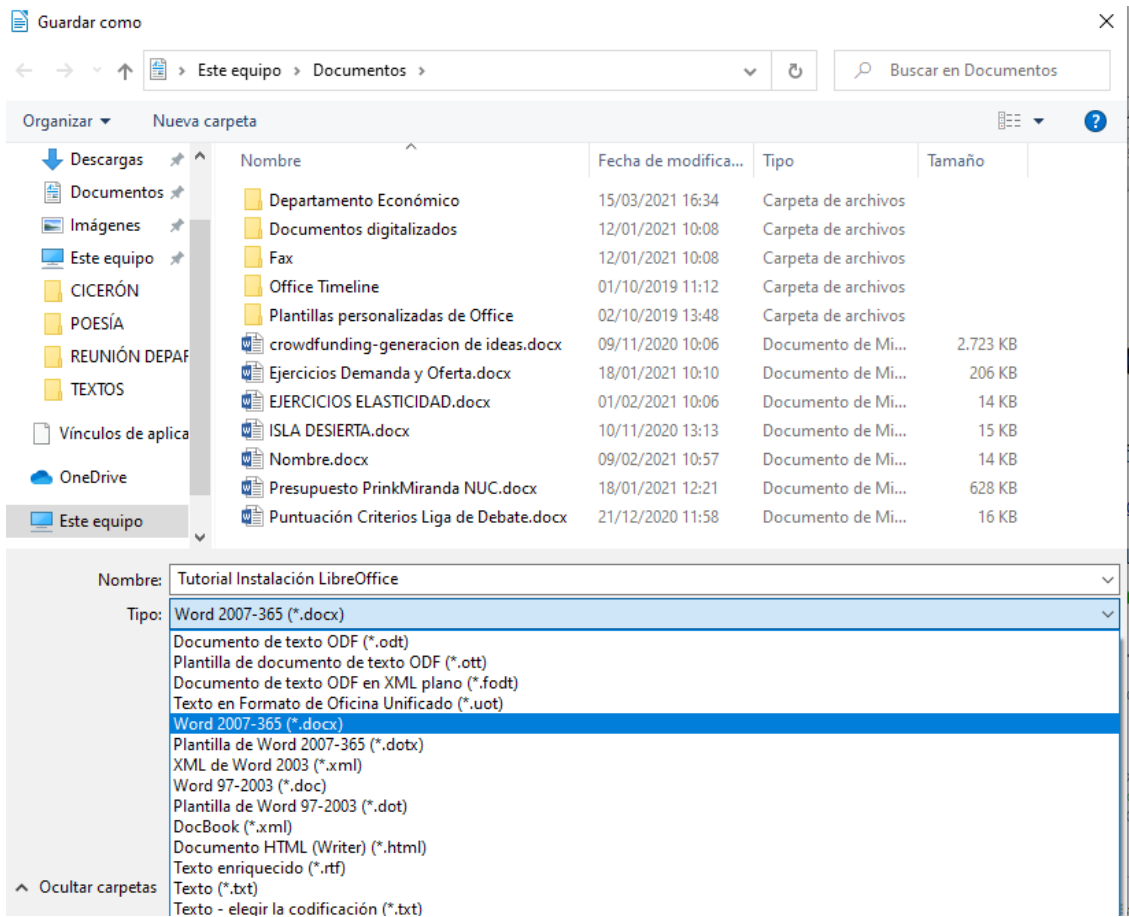 Guardar como
Este equipo > Documentos >
Buscar en Documentos
Organizar
Nueva carpeta
Descargas
Documentos
Imágenes
Este equipo
CICERÓN
POESÍA
REUNIÓN DEPAR
TEXTOS
Vínculos de aplica
OneDrive
Este equipo
Nombre Fecha de modifica... Tipo Tamaño
Departamento Económico 15/03/2021 16:34 Carpeta de archivos
Documentos digitalizados 12/01/2021 10:08 Carpeta de archivos
Fax 12/01/2021 10:08 Carpeta de archivos
Office Timeline 01/10/2019 11:12 Carpeta de archivos
Plantillas personalizadas de Office 02/10/2019 13:48 Carpeta de archivos
crowdfunding-generacion de ideas.docx 09/11/2020 10:06 Documento de Mi... 2.723 KB
Ejercicios Demanda y Oferta.docx 18/01/2021 10:10 Documento de Mi... 206 KB
EJERCICIOS ELASTICIDAD.docx 01/02/2021 10:06 Documento de Mi... 14 KB
ISLA DESIERTA.docx 10/11/2020 13:13 Documento de Mi... 15 KB
Nombre.docx 09/02/2021 10:57 Documento de Mi... 14 KB
Presupuesto PrinkMiranda NUC.docx 18/01/2021 12:21 Documento de Mi... 628 KB
Puntuación Criterios Liga de Debate.docx 21/12/2020 11:58 Documento de Mi... 16 KB
Nombre: Tutorial Instalación LibreOffice
Tipo: Word 2007-365 (*.docx)
Documento de texto ODF (*.odt)
Plantilla de documento de texto ODF (*.ott)
Documento de texto ODF en XML plano (*.fodt)
Texto en Formato de Oficina Unificado (*.uot)
Word 2007-365 (*.docx)
Plantilla de Word 2007-365 (*.dotx)
XML de Word 2003 (*.xml)
Word 97-2003 (*.doc)
Plantilla de Word 97-2003 (*.dot)
DocBook (*.xml)
Documento HTML (Writer) (*.html)
Texto enriquecido (*.rtf)
Texto (*.txt)
Texto - elegir la codificación (*.txt)
Ocultar carpetas